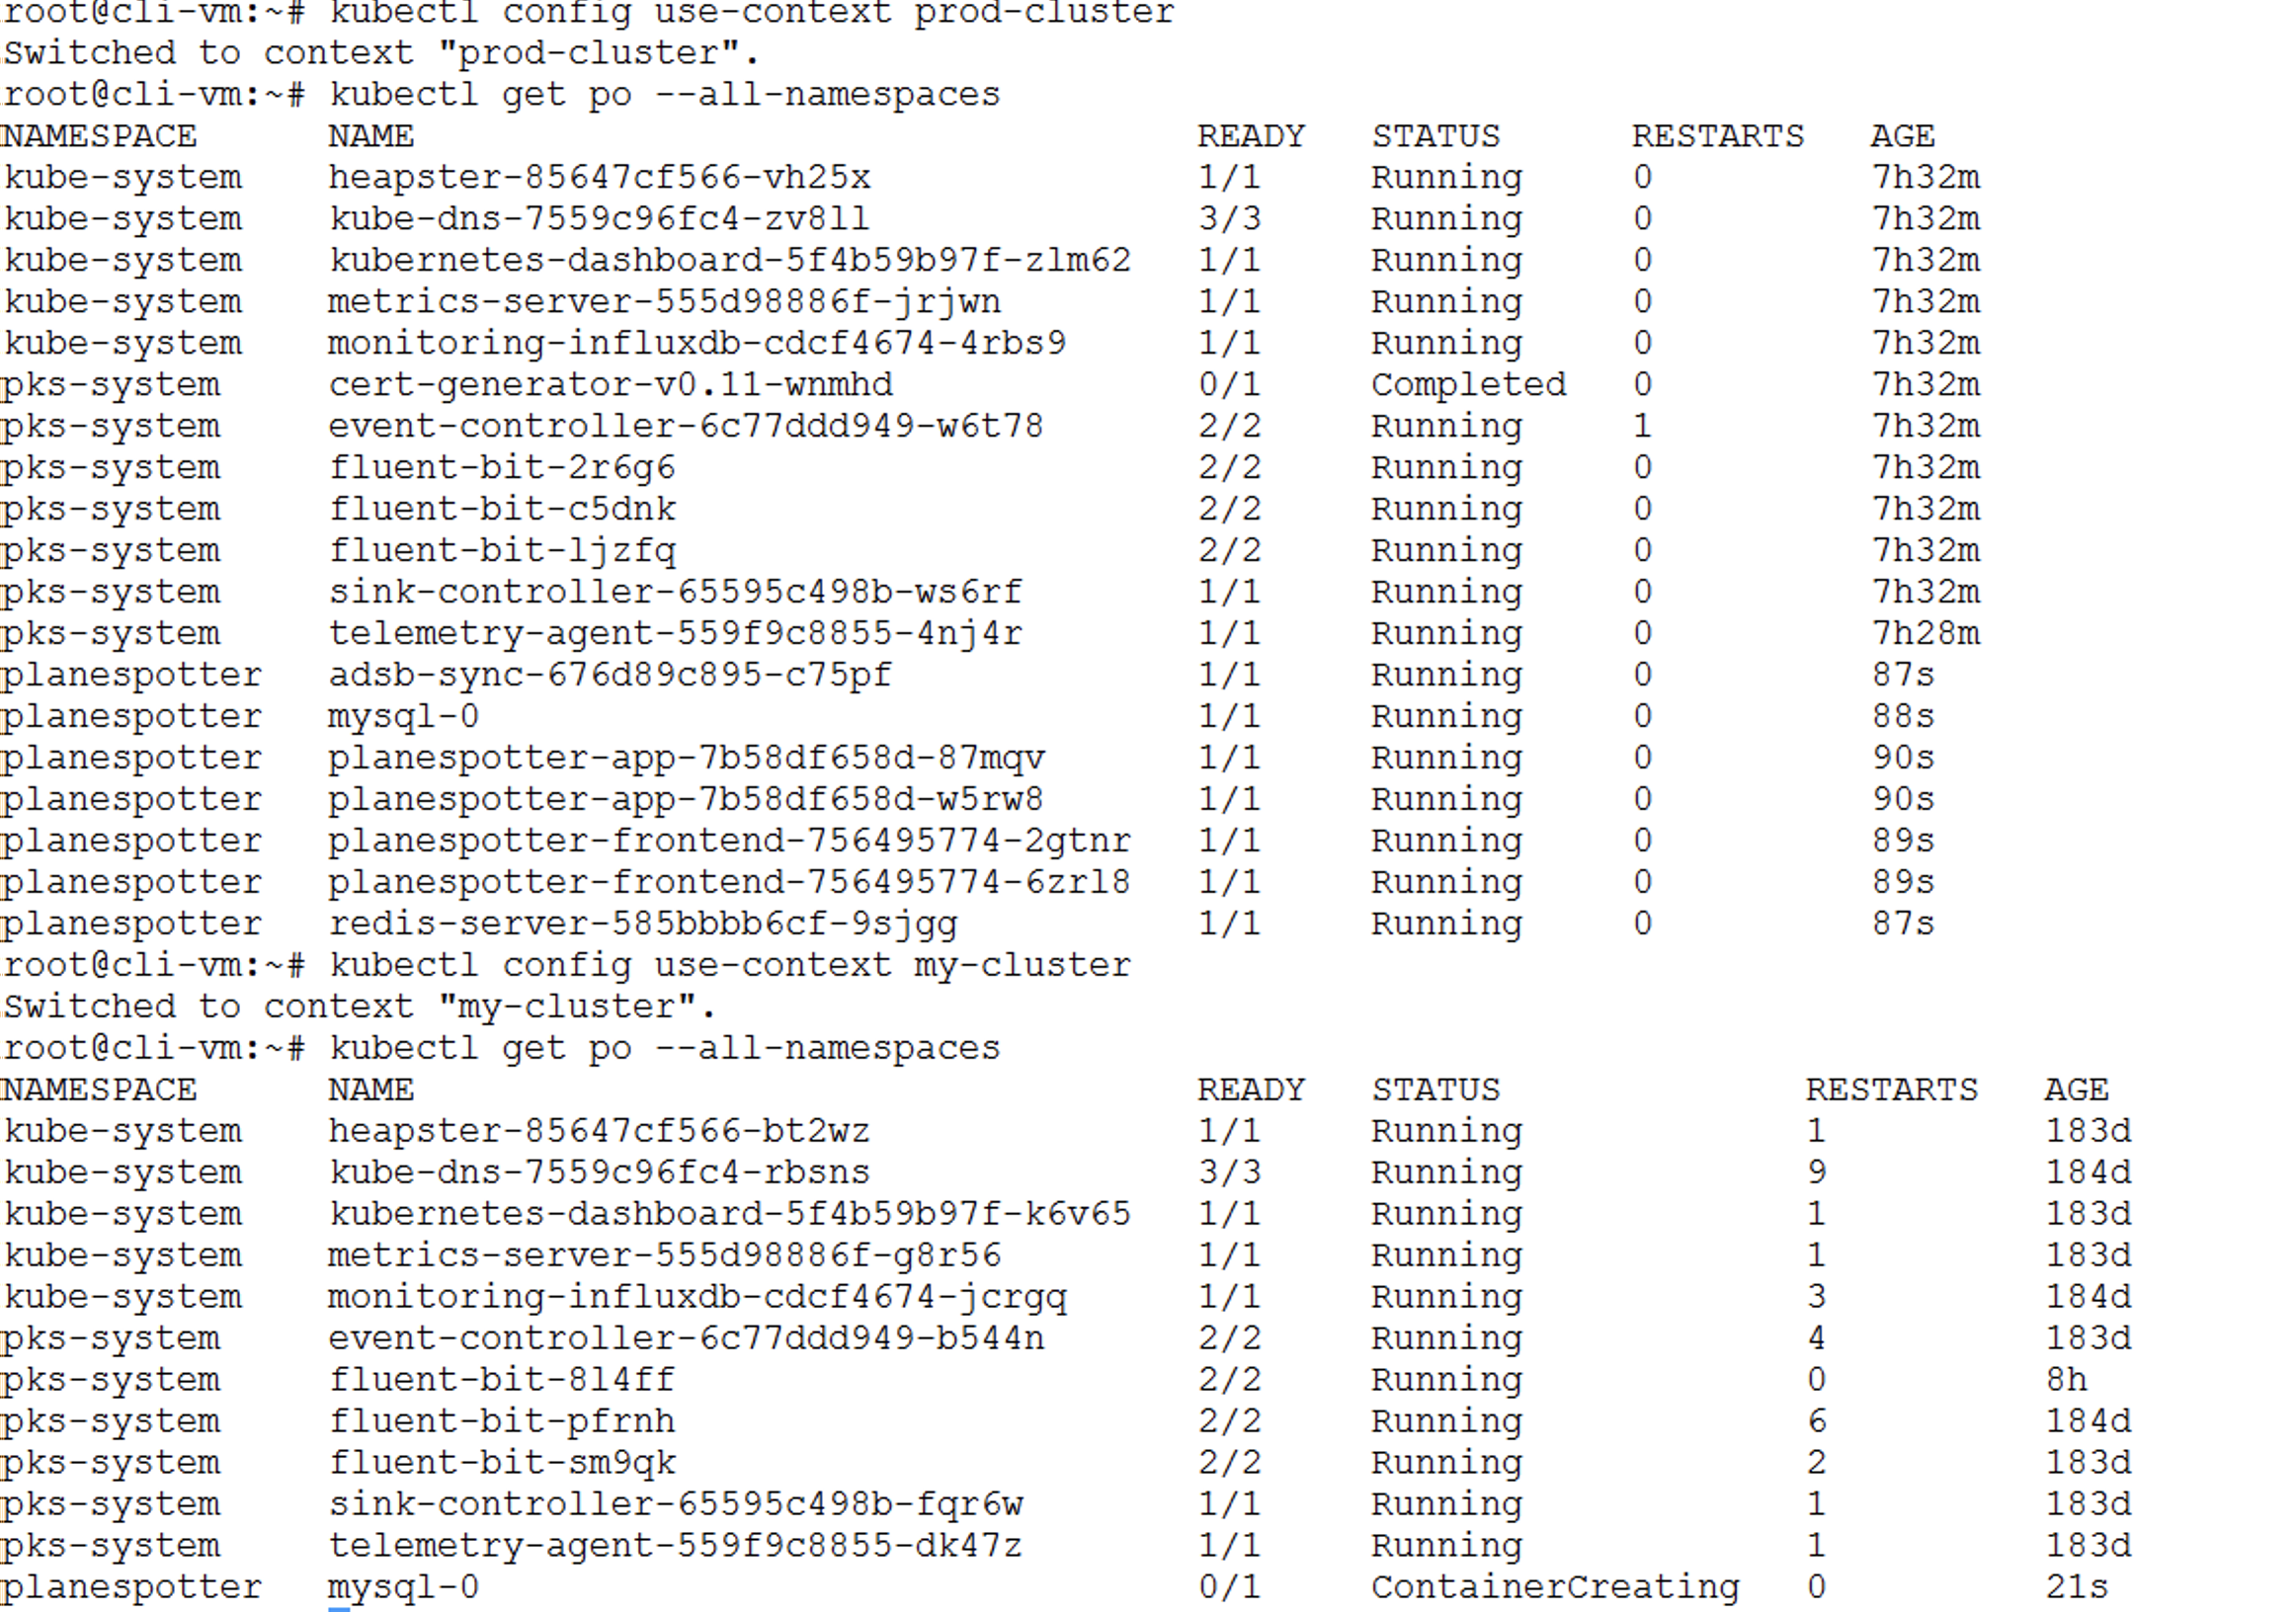 root@cli-vm:~# kubectl config use-context prod-cluster
Switched to context "prod-cluster".
root@cli-vm:~# kubectl get po --all-namespaces
NAMESPACE NAME READY STATUS RESTARTS AGE
kube-system heapster-85647cf566-vh25x 1/1 Running 0 7h32m
kube-system kube-dns-7559c96fc4-zv8ll 3/3 Running 0 7h32m
kube-system kubernetes-dashboard-5f4b59b97f-zlm62 1/1 Running 0 7h32m
kube-system metrics-server-555d98886f-jrjwn 1/1 Running 0 7h32m
kube-system monitoring-influxdb-cdcf4674-4rbs9 1/1 Running 0 7h32m
pks-system cert-generator-v0.11-wnmhd 0/1 Completed 0 7h32m
pks-system event-controller-6c77ddd949-w6t78 2/2 Running 1 7h32m
pks-system fluent-bit-2r6g6 2/2 Running 0 7h32m
pks-system fluent-bit-c5dnk 2/2 Running 0 7h32m
pks-system fluent-bit-ljzfq 2/2 Running 0 7h32m
pks-system sink-controller-65595c498b-ws6rf 1/1 Running 0 7h32m
pks-system telemetry-agent-559f9c8855-4nj4r 1/1 Running 0 7h28m
planespotter adsb-sync-676d89c895-c75pf 1/1 Running 0 87s
planespotter mysql-0 1/1 Running 0 88s
planespotter planespotter-app-7b58df658d-87mqv 1/1 Running 0 90s
planespotter planespotter-app-7b58df658d-w5rw8 1/1 Running 0 90s
planespotter planespotter-frontend-756495774-2gtnr 1/1 Running 0 89s
planespotter planespotter-frontend-756495774-6zrl8 1/1 Running 0 89s
planespotter redis-server-585bbbb6cf-9sjgg 1/1 Running 0 87s
root@cli-vm:~# kubectl config use-context my-cluster
Switched to context "my-cluster".
root@cli-vm:~# kubectl get po --all-namespaces
NAMESPACE NAME READY STATUS RESTARTS AGE
kube-system heapster-85647cf566-bt2wz 1/1 Running 1 183d
kube-system kube-dns-7559c96fc4-rbsns 3/3 Running 9 184d
kube-system kubernetes-dashboard-5f4b59b97f-k6v65 1/1 Running 1 183d
kube-system metrics-server-555d98886f-g8r56 1/1 Running 1 183d
kube-system monitoring-influxdb-cdcf4674-jcrgq 1/1 Running 3 184d
pks-system event-controller-6c77ddd949-b544n 2/2 Running 4 183d
pks-system fluent-bit-8l4ff 2/2 Running 0 8h
pks-system fluent-bit-pfrnh 2/2 Running 6 184d
pks-system fluent-bit-sm9qk 2/2 Running 2 183d
pks-system sink-controller-65595c498b-fqr6w 1/1 Running 1 183d
pks-system telemetry-agent-559f9c8855-dk47z 1/1 Running 1 183d
planespotter mysql-0 0/1 ContainerCreating 0 21s